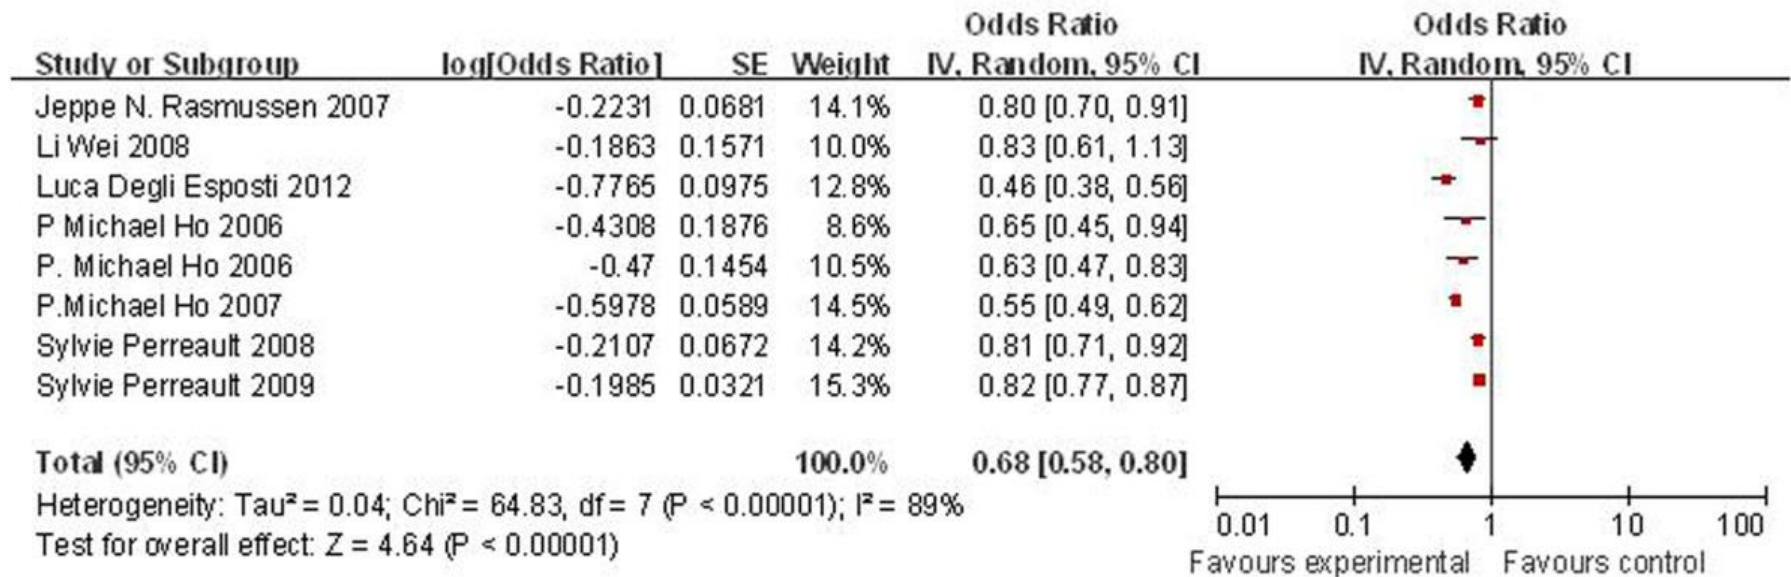 Odds Ratio Odds Ratio
Study or Subgroup log[Odds Ratio] SE Weight IV, Random, 95% CI IV, Random, 95% CI
Jeppe N. Rasmussen 2007 -0.2231 0.0681 14.1% 0.80 [0.70, 0.91]
Li Wei 2008 -0.1863 0.1571 10.0% 0.83 [0.61, 1.13]
Luca Degli Esposti 2012 -0.7765 0.0975 12.8% 0.46 [0.38, 0.56]
P Michael Ho 2006 -0.4308 0.1876 8.6% 0.65 [0.45, 0.94]
P. Michael Ho 2006 -0.47 0.1454 10.5% 0.63 [0.47, 0.83]
P.Michael Ho 2007 -0.5978 0.0589 14.5% 0.55 [0.49, 0.62]
Sylvie Perreault 2008 -0.2107 0.0672 14.2% 0.81 [0.71, 0.92]
Sylvie Perreault 2009 -0.1985 0.0321 15.3% 0.82 [0.77, 0.87]
Total (95% CI) 100.0% 0.68 [0.58, 0.80]
Heterogeneity: Tau² = 0.04; Chi² = 64.83, df = 7 (P < 0.00001); I² = 89%
Test for overall effect: Z = 4.64 (P < 0.00001)
0.01 0.1 1 10 100
Favours experimental Favours control